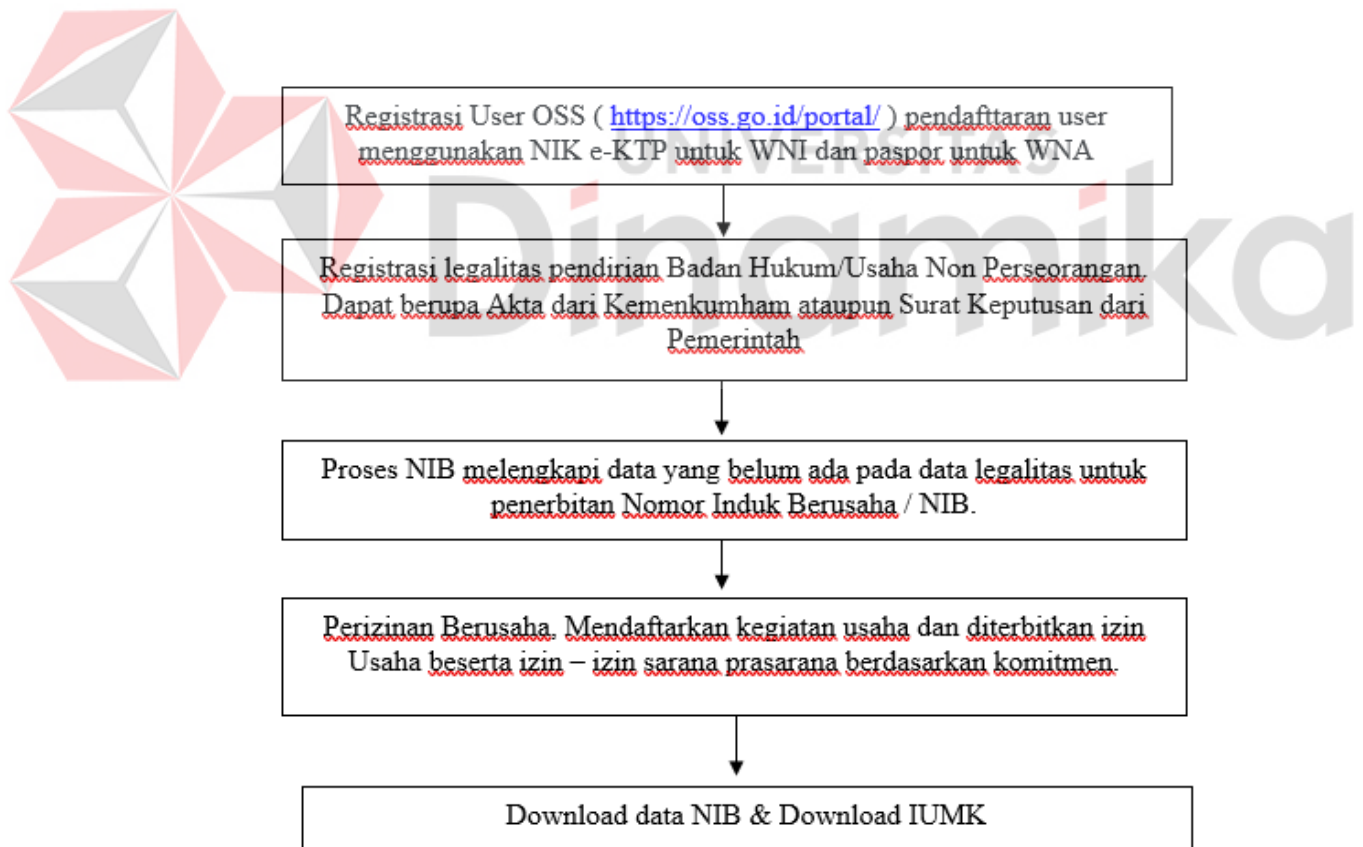 Registrasi User OSS ( https://oss.go.id/portal/ ) pendafttaran user
menggunakan NIK e-KTP untuk WNI dan paspor untuk WNA
UNIVERSITAS
Dinamika
Registrasi legalitas pendirian Badan Hukum/Usaha Non Perseorangan.
Dapat berupa Akta dari Kemenkumham ataupun Surat Keputusan dari
Pemerintah
Proses NIB melengkapi data yang belum ada pada data legalitas untuk
penerbitan Nomor Induk Berusaha / NIB.
Perizinan Berusaha, Mendaftarkan kegiatan usaha dan diterbitkan izin
Usaha beserta izin – izin sarana prasarana berdasarkan komitmen.
Download data NIB & Download IUMK